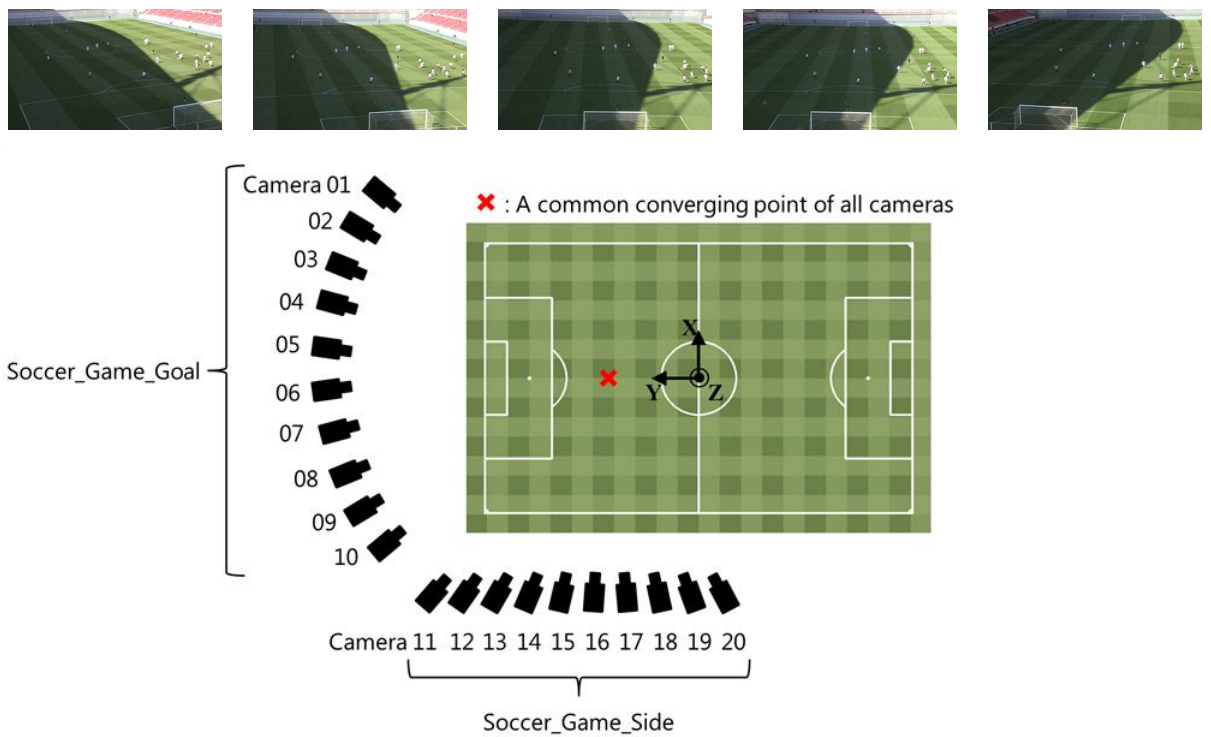 Camera 01
✖ : A common converging point of all cameras
02
03
04
05
Soccer_Game_Goal
06
07
08
09
10
X
Y
Z
Camera 11 12 13 14 15 16 17 18 19 20
Soccer_Game_Side